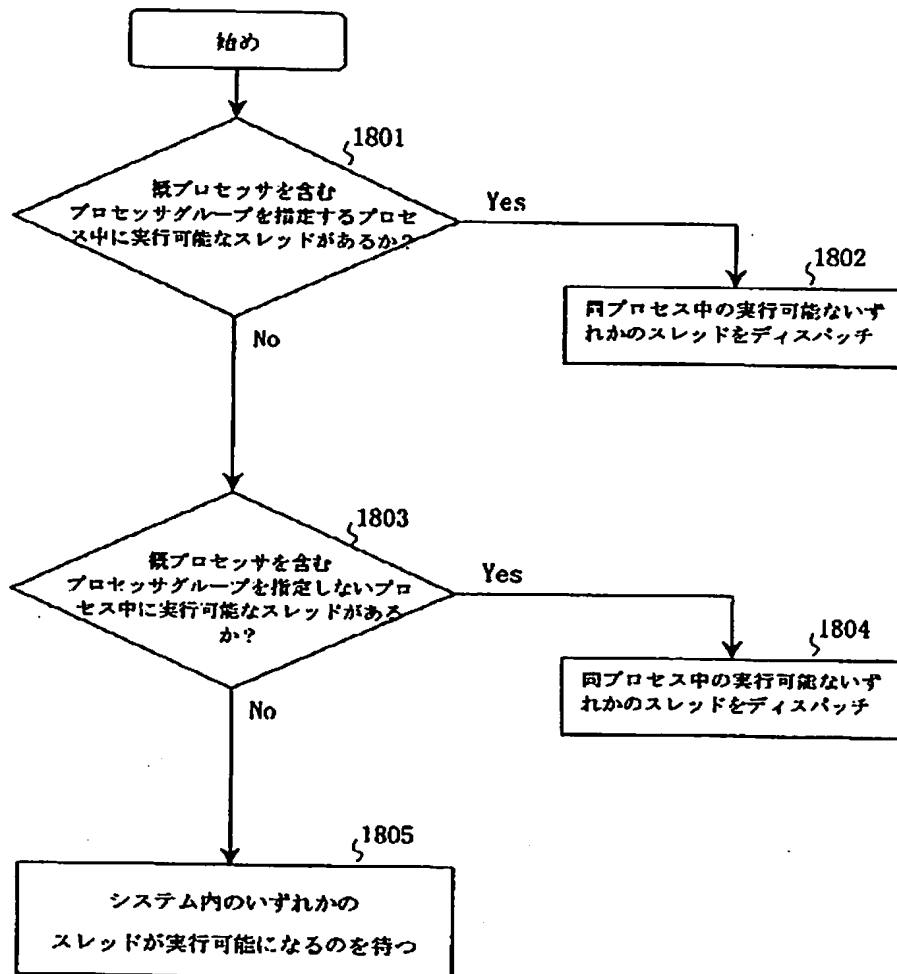 始め
1801
概プロセッサを含む
プロセッサグループを指定するプロセ
ス中に実行可能なスレッドがあるか?
Yes
1802
同プロセス中の実行可能ないず
れかのスレッドをディスパッチ
No
1803
概プロセッサを含む
プロセッサグループを指定しないプロ
セス中に実行可能なスレッドがある
か?
Yes
1804
同プロセス中の実行可能ないず
れかのスレッドをディスパッチ
No
1805
システム内のいずれかの
スレッドが実行可能になるのを待つ